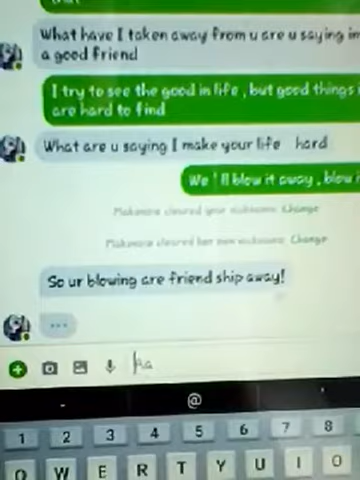 What have I taken away from u are u saying im
a good friend
I try to see the good in life , but good things
are hard to find
What are u saying I make your life hard
We'll blow it away , blow i
Makenzie cleared your nickname. Change
Makenzie cleared her own nickname. Change
So ur blowing are friend ship away!
...
@
1 2 3 4 5 6 7 8
Q W E R T Y U I O